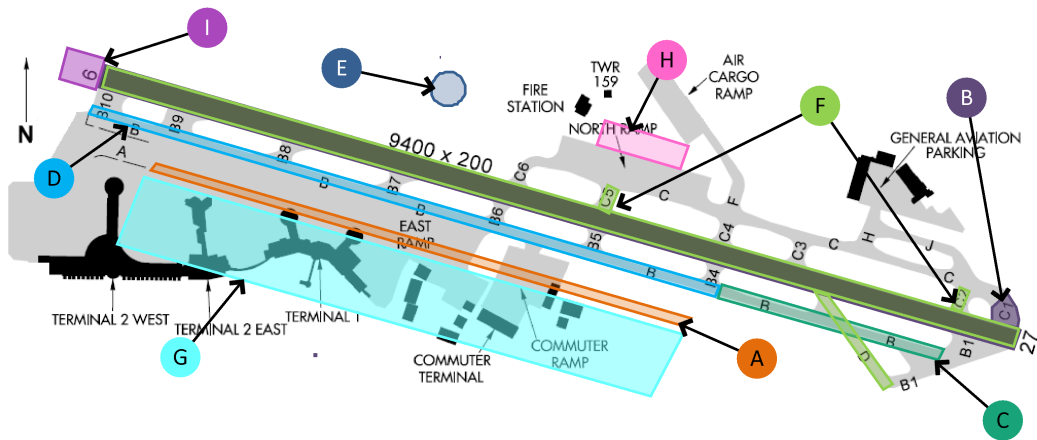 I
H
E
B
F
TWR
159
AIR
CARGO
RAMP
FIRE
STATION
NORTH RAMP
GENERAL AVIATION
PARKING
9
B10
B
B9
A
N
D
B8
9400 x 200
B
B7
B
C6
B6
EAST
RAMP
C5
B5
C
F
C4
C3
C
H
J
C
C2
C1
B
B4
B
B
D
B1
B1
27
TERMINAL 2 WEST
TERMINAL 2 EAST
TERMINAL 1
G
COMMUTER
TERMINAL
COMMUTER
RAMP
A
C